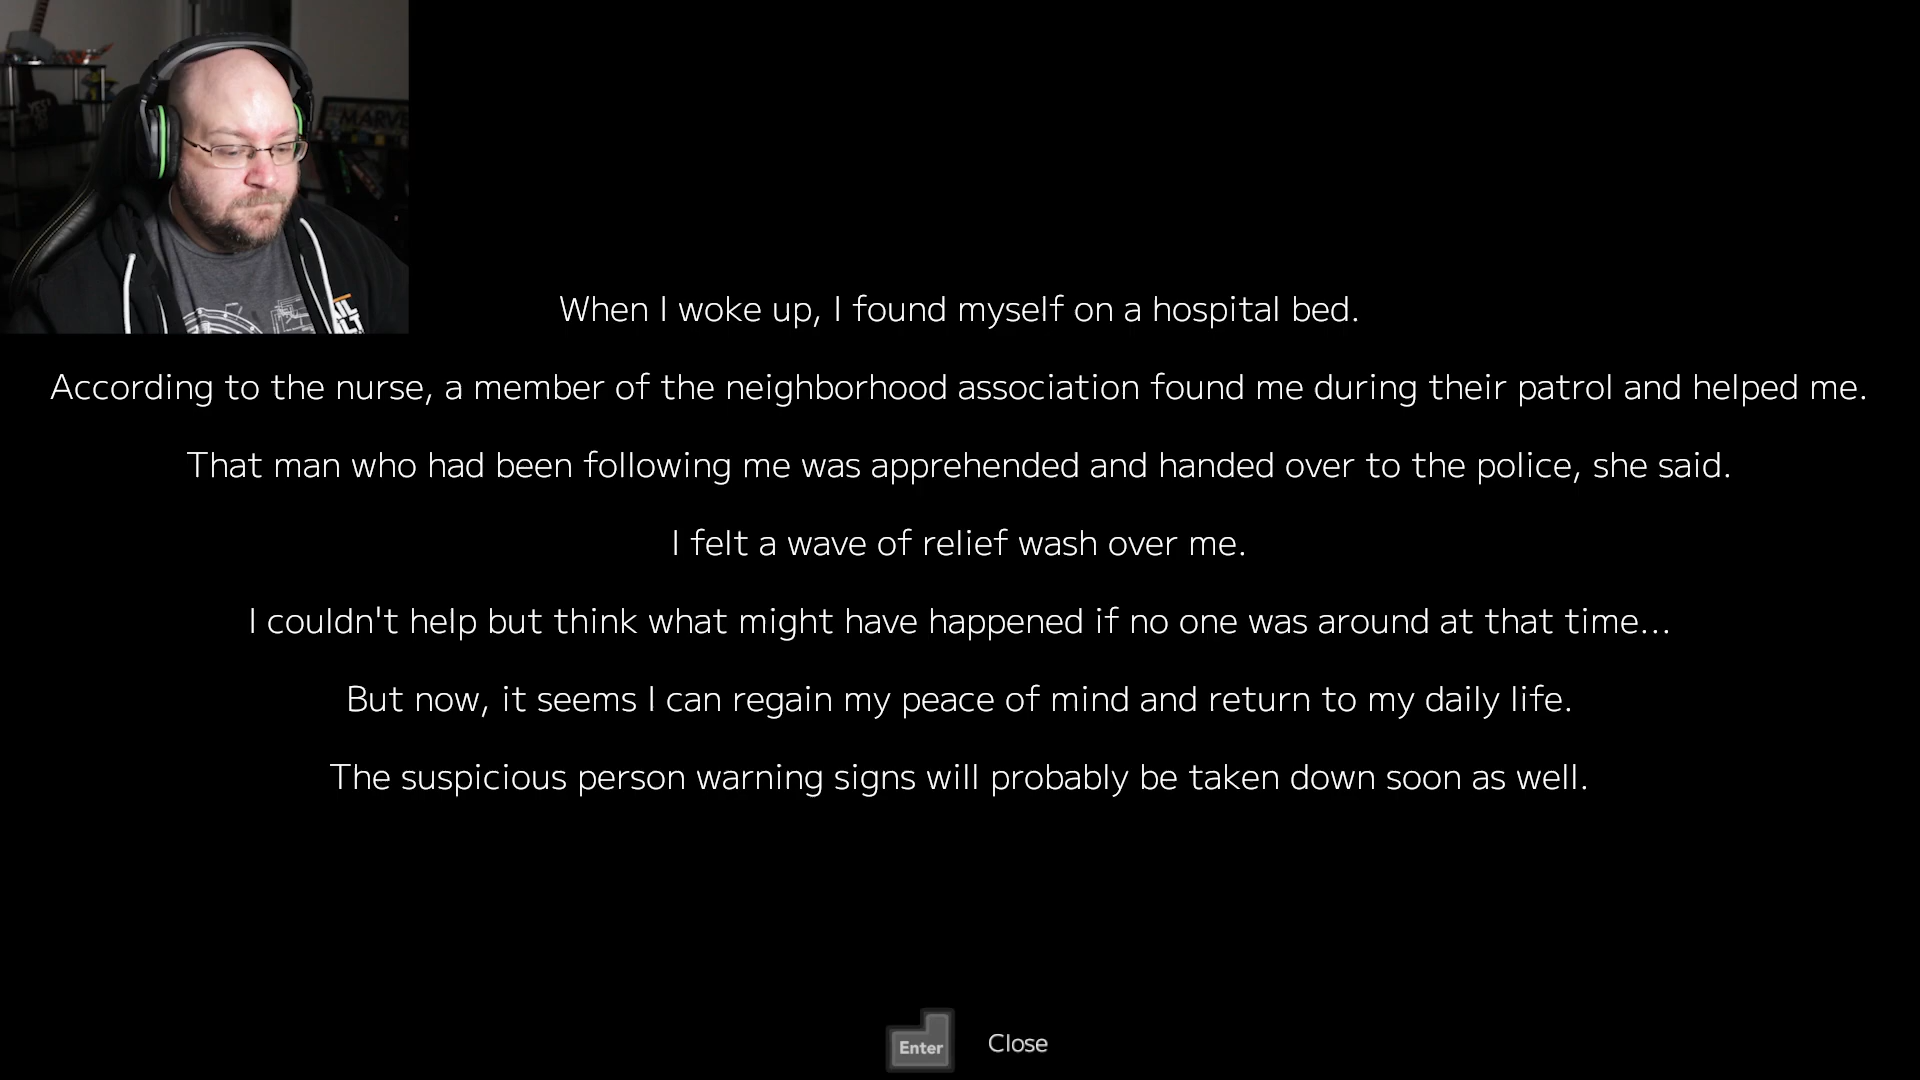 MARVE
When I woke up, I found myself on a hospital bed.
According to the nurse, a member of the neighborhood association found me during their patrol and helped me.
That man who had been following me was apprehended and handed over to the police, she said.
I felt a wave of relief wash over me.
I couldn't help but think what might have happened if no one was around at that time...
But now, it seems I can regain my peace of mind and return to my daily life.
The suspicious person warning signs will probably be taken down soon as well.
Enter Close